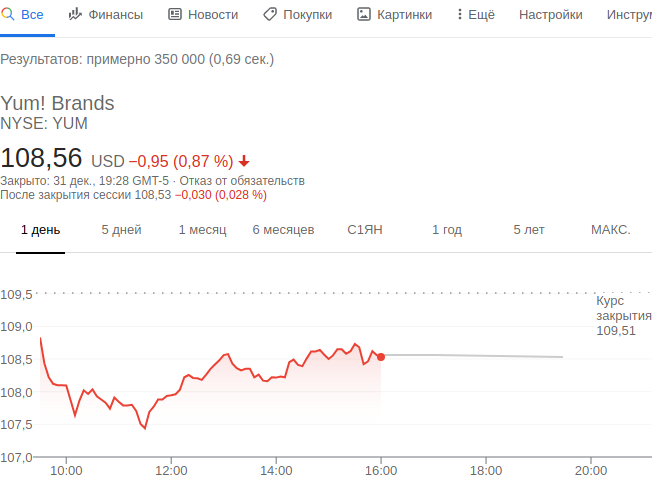 Все Финансы Новости Покупки Картинки Ещё Настройки Инстру
Результатов: примерно 350 000 (0,69 сек.)
Yum! Brands
NYSE: YUM
108,56 USD −0,95 (0,87 %)
Закрыто: 31 дек., 19:28 GMT-5 · Отказ от обязательств
После закрытия сессии 108,53 −0,030 (0,028 %)
1 день 5 дней 1 месяц 6 месяцев С1ЯН 1 год 5 лет МАКС.
109,5
Курс
закрытия
109,51
109,0
108,5
108,0
107,5
107,0
10:00 12:00 14:00 16:00 18:00 20:00